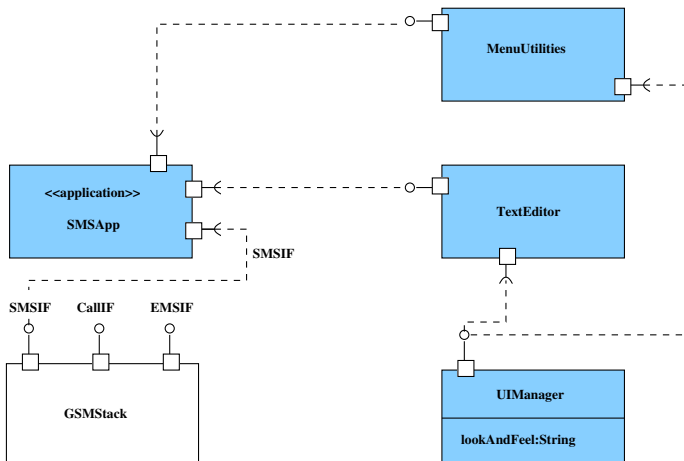 MenuUtilities
<<application>>
SMSApp
TextEditor
SMSIF
SMSIF CallIF EMSIF
GSMStack
UIManager
lookAndFeel:String